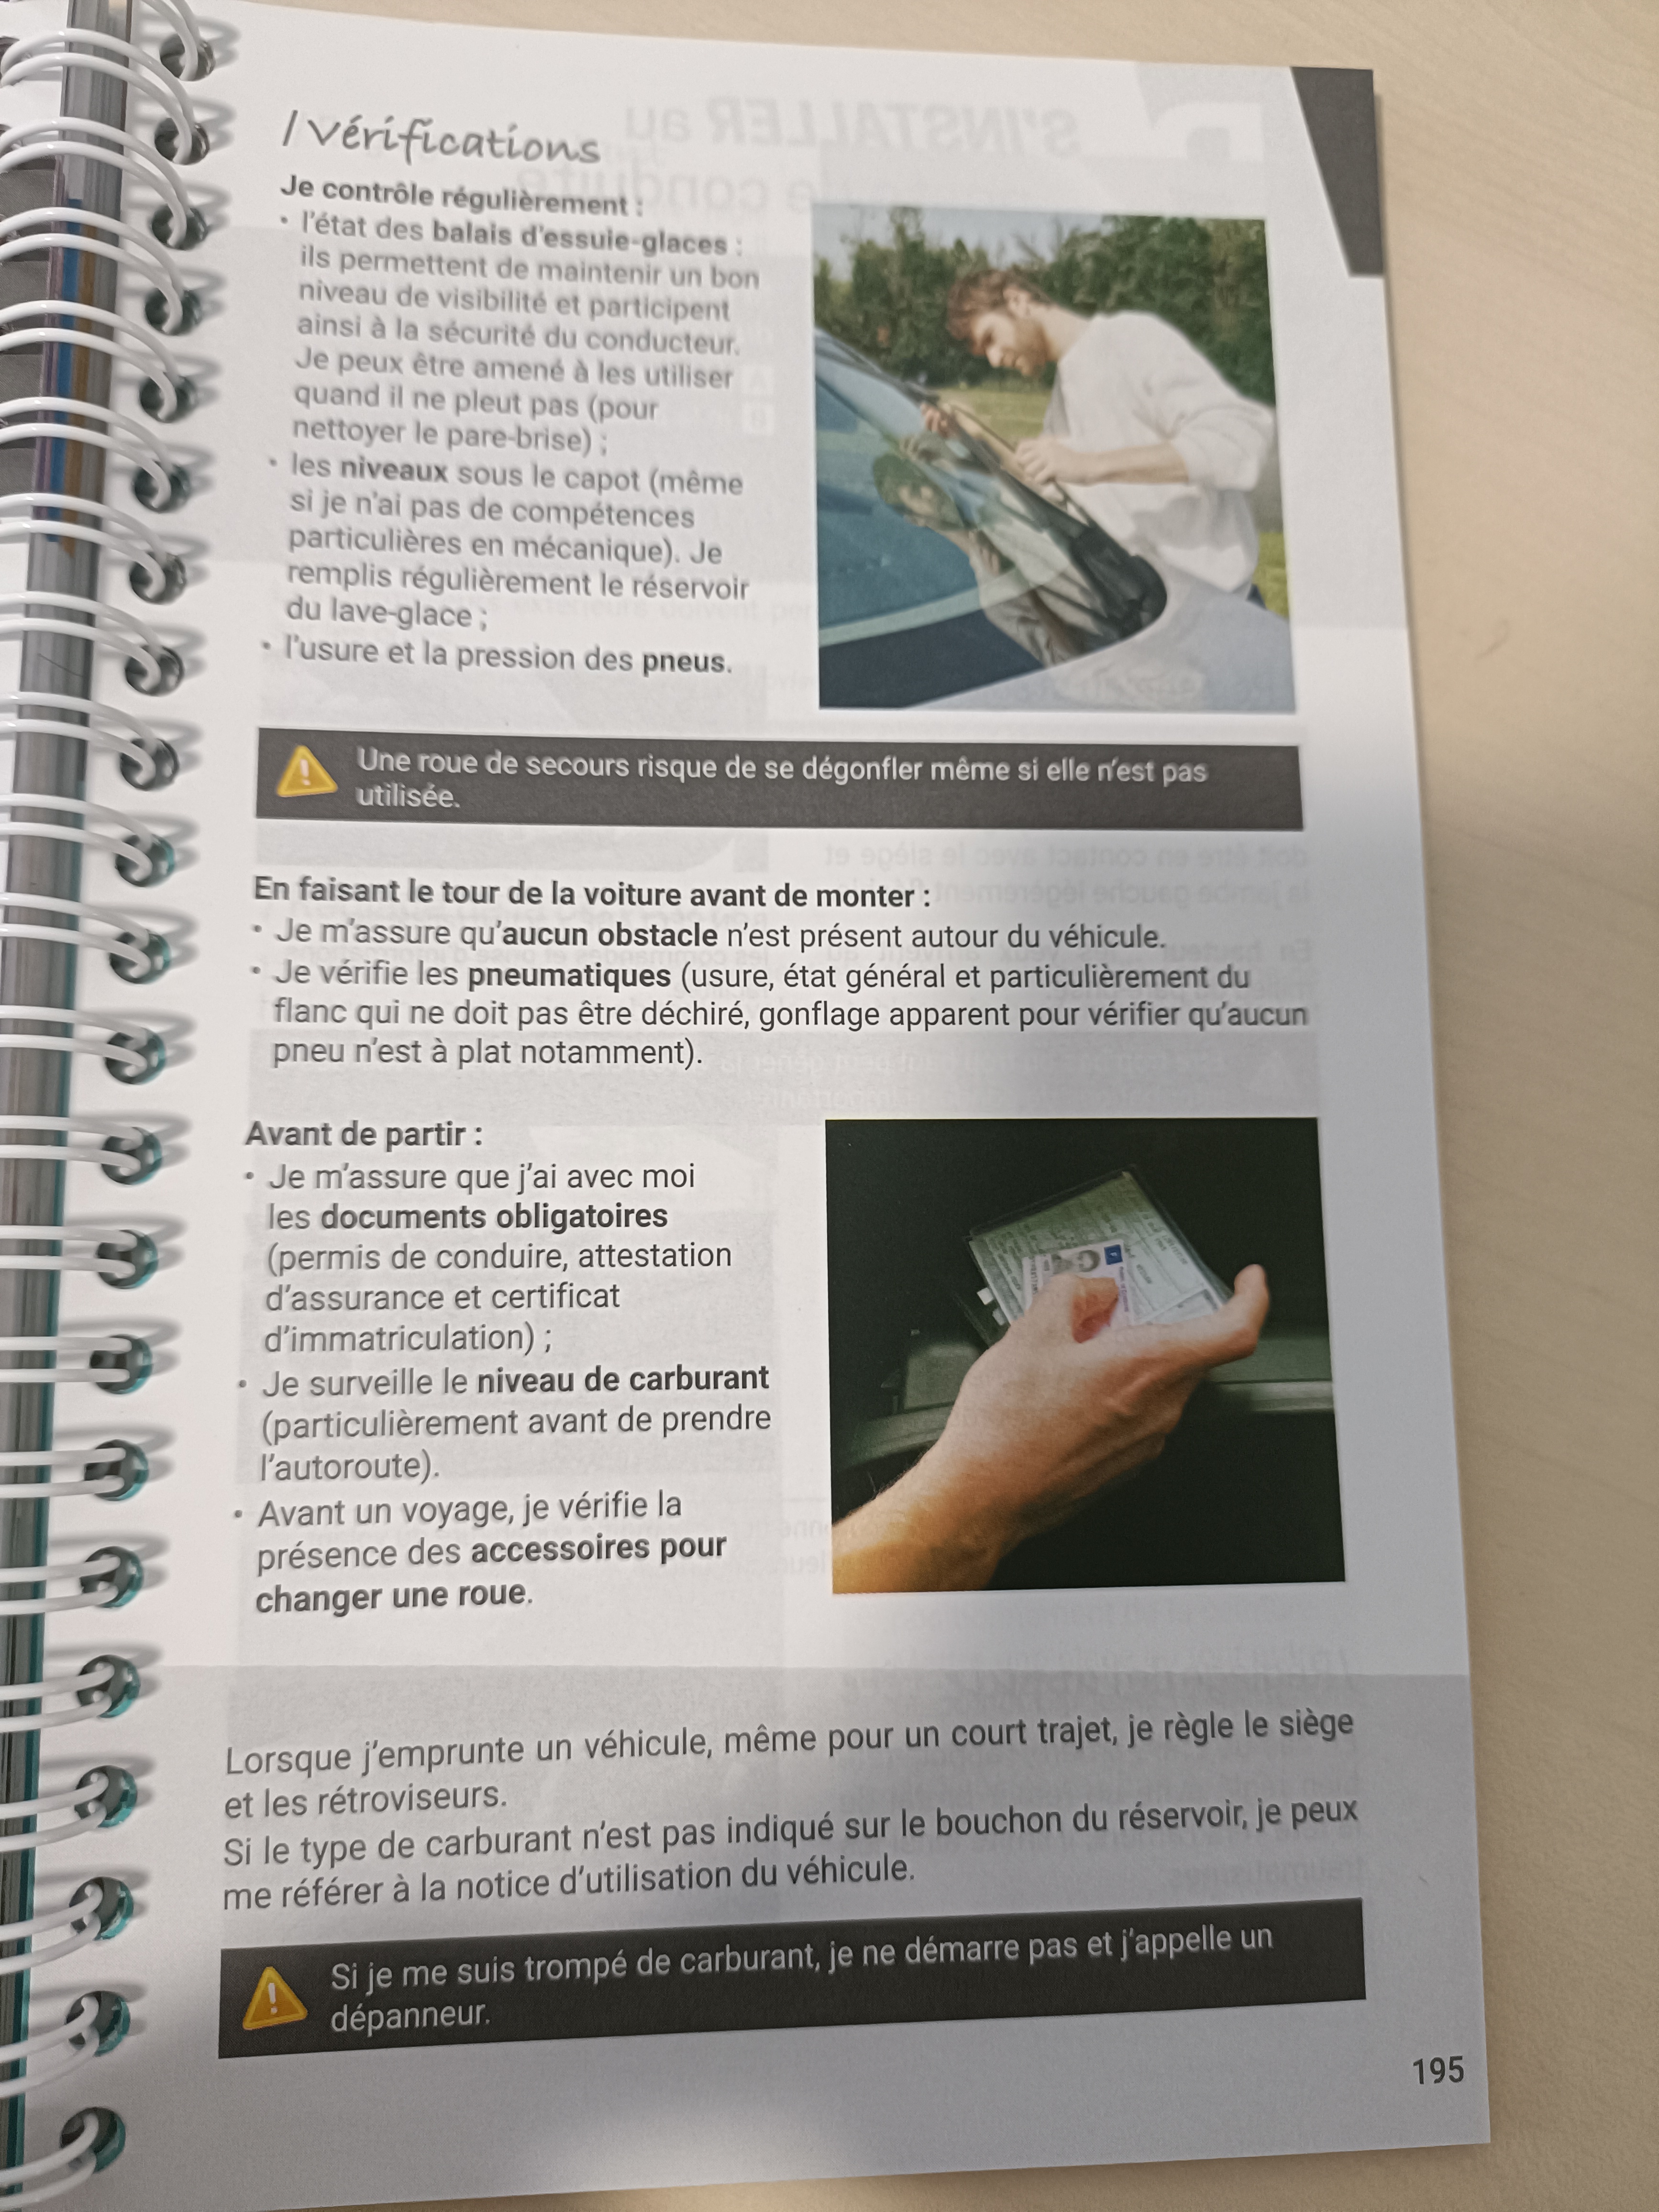 / Vérifications
Je contrôle régulièrement :
• l'état des balais d'essuie-glaces :
ils permettent de maintenir un bon
niveau de visibilité et participent
ainsi à la sécurité du conducteur.
Je peux être amené à les utiliser
quand il ne pleut pas (pour
nettoyer le pare-brise) ;
• les niveaux sous le capot (même
si je n'ai pas de compétences
particulières en mécanique). Je
remplis régulièrement le réservoir
du lave-glace ;
• l'usure et la pression des pneus.
Une roue de secours risque de se dégonfler même si elle n'est pas
utilisée.
En faisant le tour de la voiture avant de monter :
• Je m'assure qu'aucun obstacle n'est présent autour du véhicule.
• Je vérifie les pneumatiques (usure, état général et particulièrement du
flanc qui ne doit pas être déchiré, gonflage apparent pour vérifier qu'aucun
pneu n'est à plat notamment).
Avant de partir :
• Je m'assure que j'ai avec moi
les documents obligatoires
(permis de conduire, attestation
d'assurance et certificat
d'immatriculation) ;
• Je surveille le niveau de carburant
(particulièrement avant de prendre
l'autoroute).
• Avant un voyage, je vérifie la
présence des accessoires pour
changer une roue.
Lorsque j'emprunte un véhicule, même pour un court trajet, je règle le siège
et les rétroviseurs.
Si le type de carburant n'est pas indiqué sur le bouchon du réservoir, je peux
me référer à la notice d'utilisation du véhicule.
Si je me suis trompé de carburant, je ne démarre pas et j'appelle un
dépanneur.
195